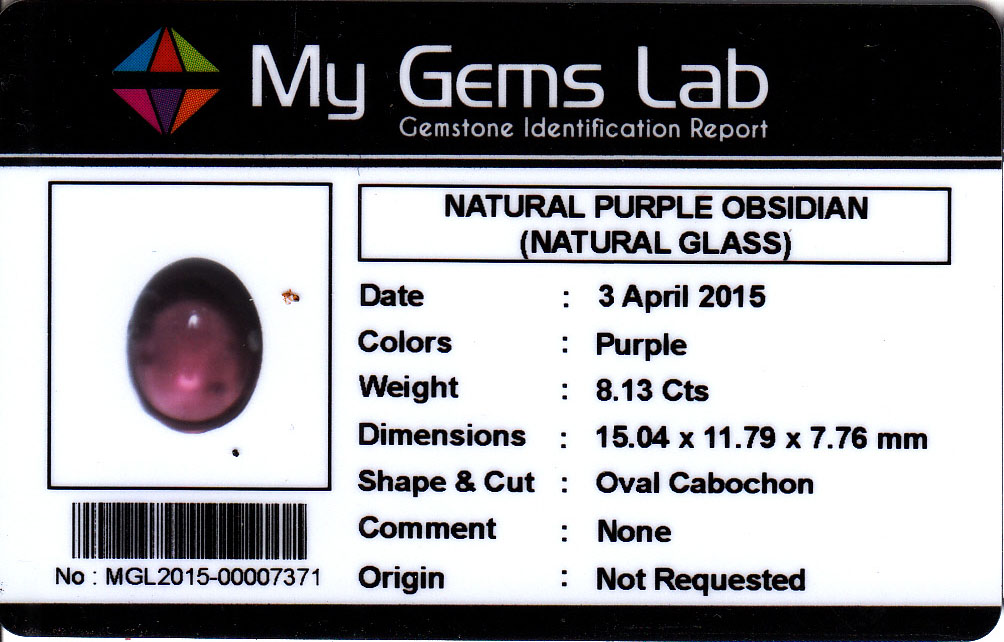 My Gems Lab
Gemstone Identification Report
NATURAL PURPLE OBSIDIAN
(NATURAL GLASS)
Date : 3 April 2015
Colors : Purple
Weight : 8.13 Cts
Dimensions : 15.04 x 11.79 x 7.76 mm
Shape & Cut : Oval Cabochon
Comment : None
Origin : Not Requested
No : MGL2015-00007371